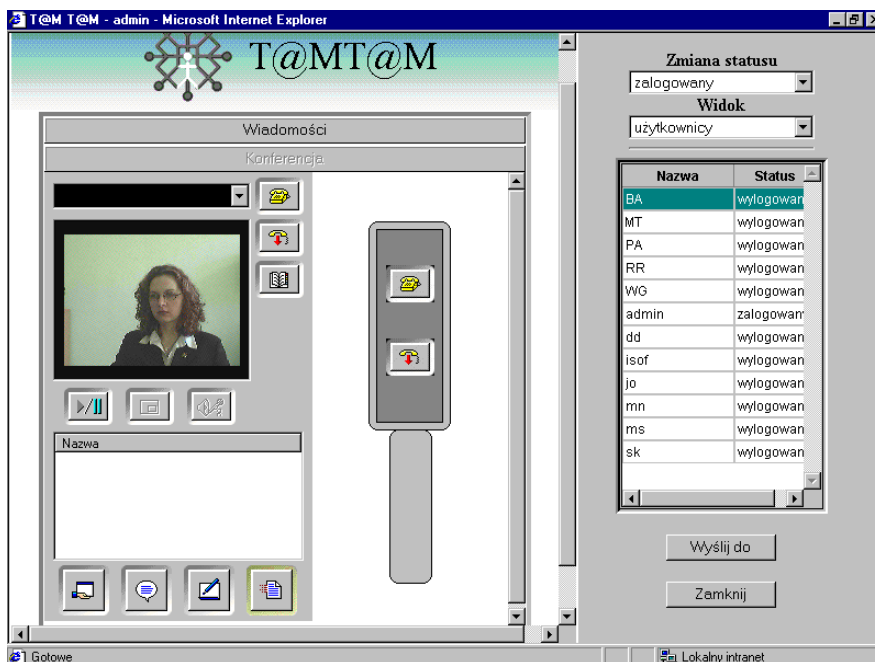 T@M T@M - admin - Microsoft Internet Explorer
T@MT@M
Wiadomości
Konferencja
Nazwa
Zmiana statusu
zalogowany
Widok
użytkownicy
Nazwa Status
BA wylogowan
MT wylogowan
PA wylogowan
RR wylogowan
WG wylogowan
admin zalogowany
dd wylogowan
isof wylogowan
jo wylogowan
mn wylogowan
ms wylogowan
sk wylogowan
Wyślij do
Zamknij
Gotowe
Lokalny intranet